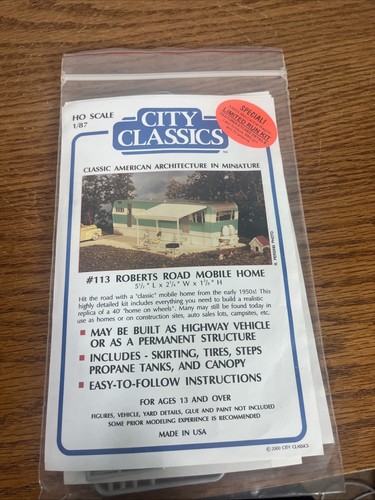 HO SCALE
1/87
CITY
CLASSICS
TM
SPECIAL!
LIMITED RUN KIT
CLASSIC AMERICAN ARCHITECTURE IN MINIATURE
#113 ROBERTS ROAD MOBILE HOME
Hit the road with a "classic" mobile home from the early 1950s! This
highly detailed kit includes everything you need to build a realistic
replica of a 40' "home on wheels". Many may still be found today in
use as homes or on construction sites, auto sales lots, campsites, etc.
MAY BE BUILT AS HIGHWAY VEHICLE
OR AS A PERMANENT STRUCTURE
INCLUDES - SKIRTING, TIRES, STEPS
PROPANE TANKS, AND CANOPY
EASY-TO-FOLLOW INSTRUCTIONS
FOR AGES 13 AND OVER
FIGURES, VEHICLE, YARD DETAILS, GLUE AND PAINT NOT INCLUDED
SOME PRIOR MODELING EXPERIENCE IS RECOMMENDED
MADE IN USA
© 2000 CITY CLASSICS